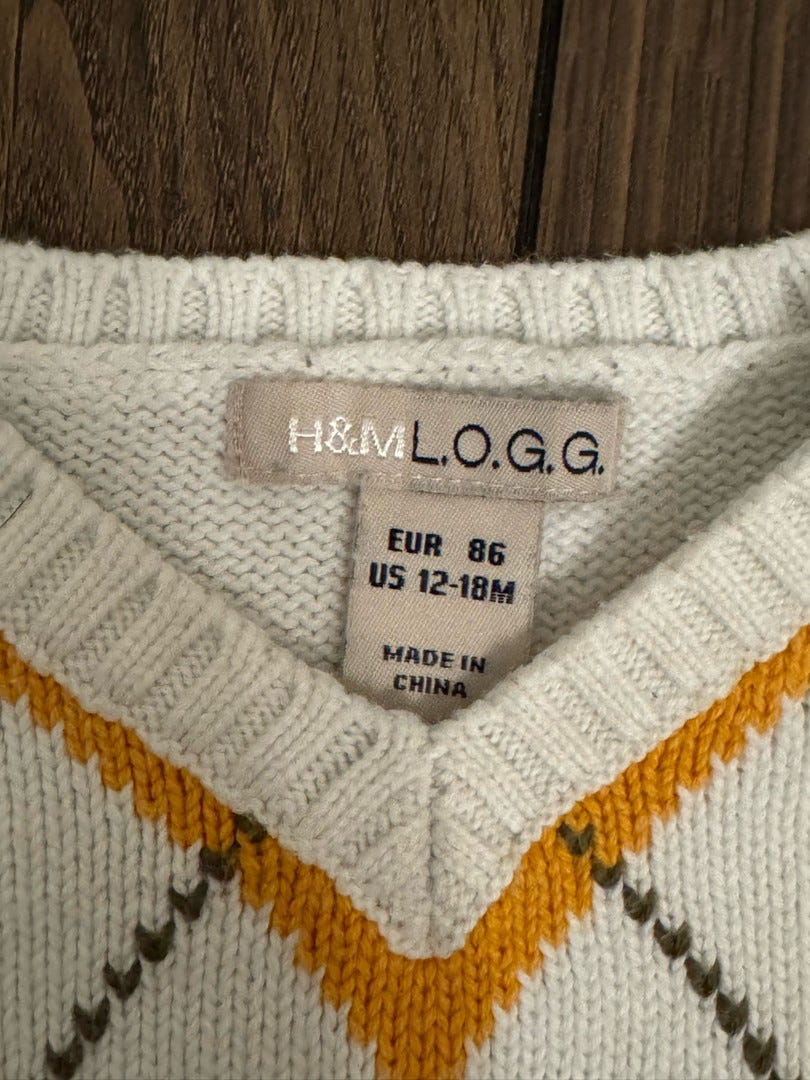 H&M L.O.G.G.
EUR 86
US 12-18M
MADE IN
CHINA